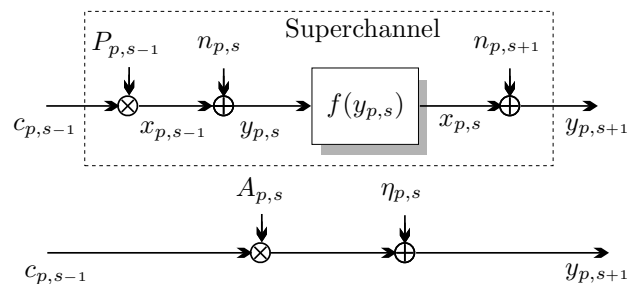 Superchannel
P_{p,s-1} n_{p,s} n_{p,s+1}
f(y_{p,s})
c_{p,s-1} x_{p,s-1} y_{p,s} x_{p,s} y_{p,s+1}
A_{p,s} η_{p,s}
c_{p,s-1} y_{p,s+1}